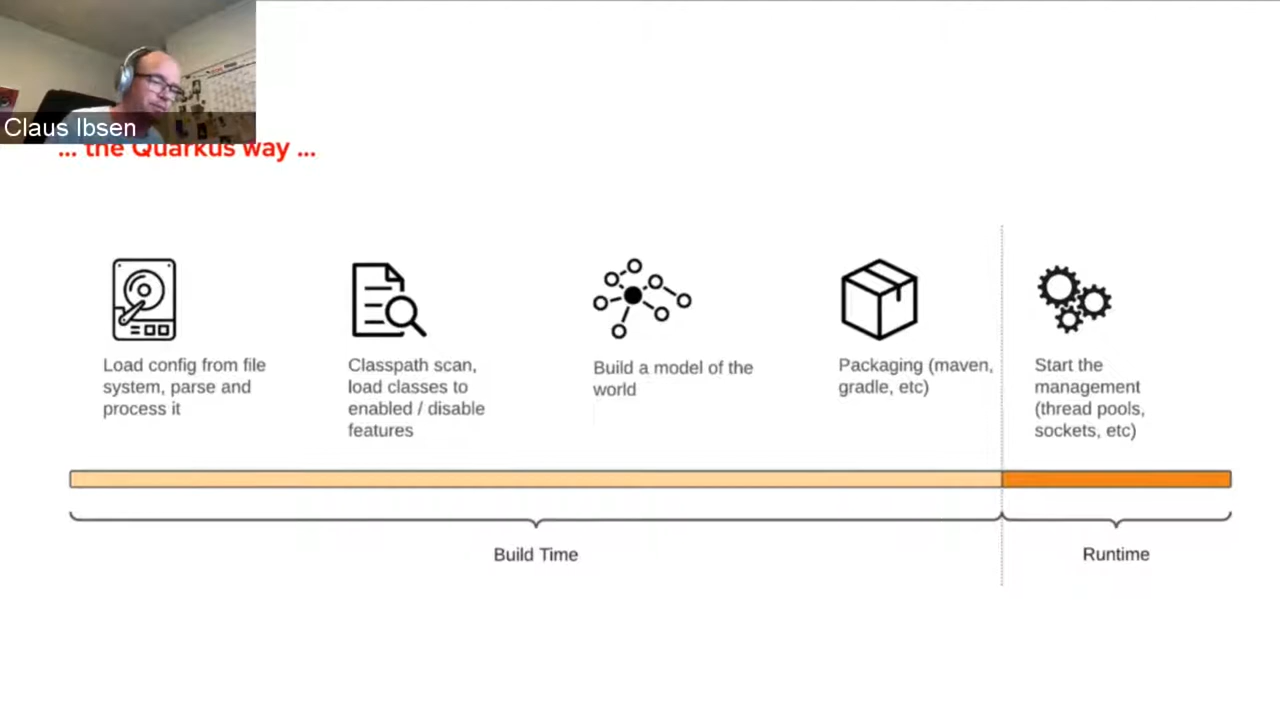 Claus Ibsen
... the Quarkus way ...
Load config from file
system, parse and
process it
Classpath scan,
load classes to
enabled / disable
features
Build a model of the
world
Packaging (maven,
gradle, etc)
Start the
management
(thread pools,
sockets, etc)
Build Time
Runtime